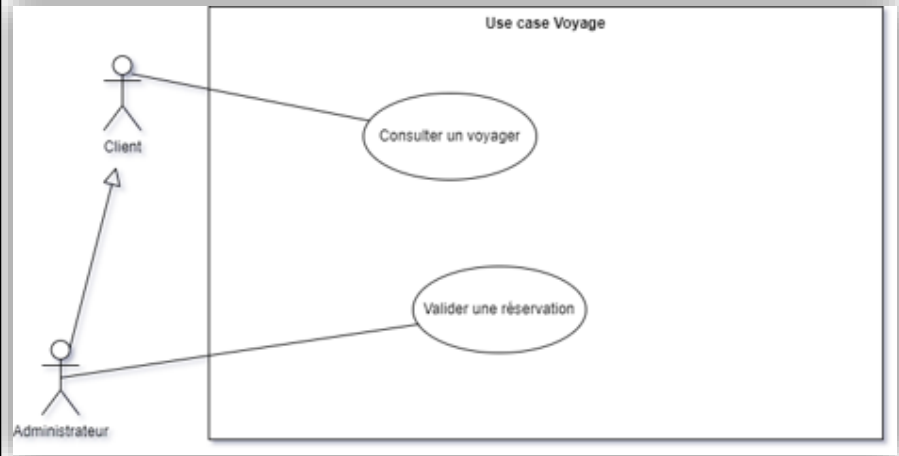 Use case Voyage
Client
Consulter un voyager
Valider une réservation
Administrateur